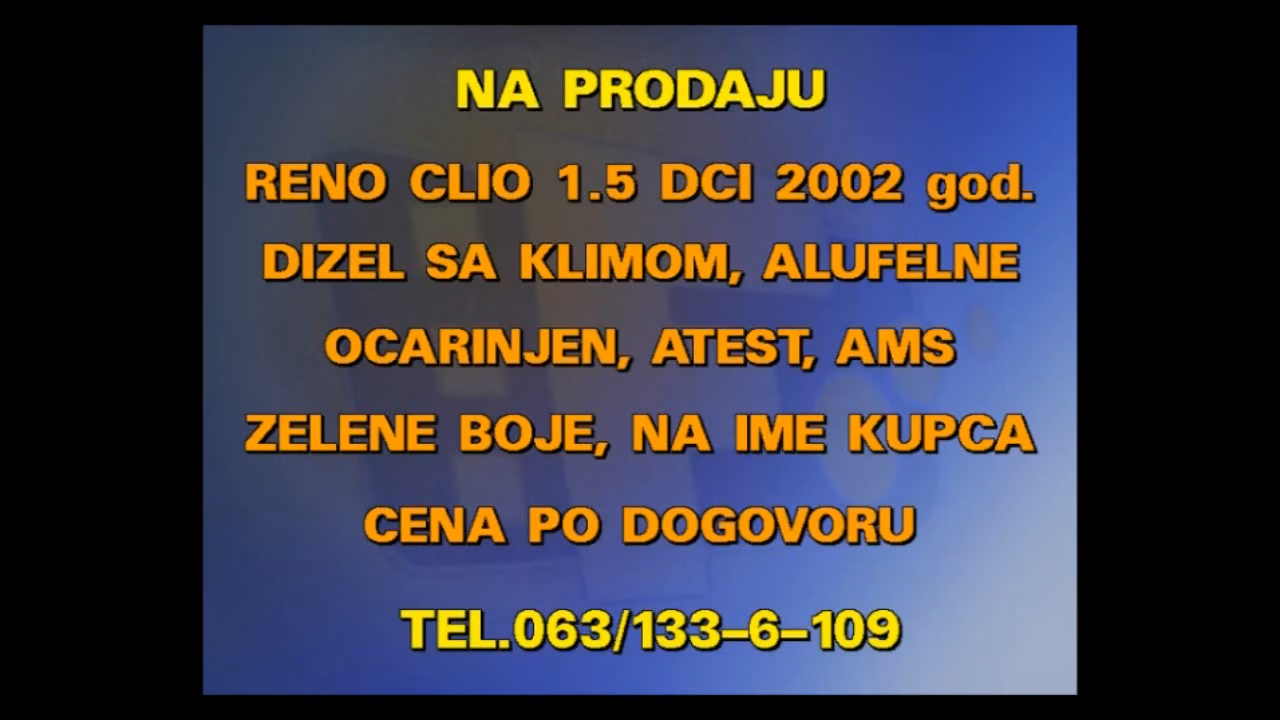 NA PRODAJU
RENO CLIO 1.5 DCI 2002 god.
DIZEL SA KLIMOM, ALUFELNE
OCARINJEN, ATEST, AMS
ZELENE BOJE, NA IME KUPCA
CENA PO DOGOVORU
TEL.063/133–6–109